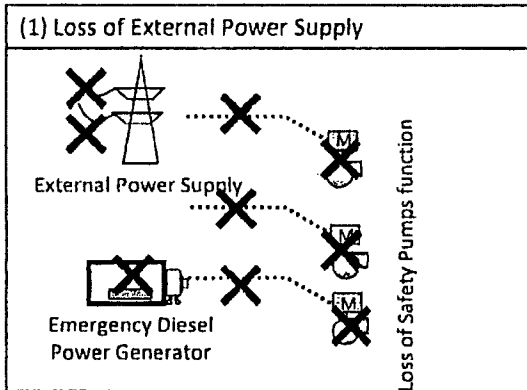 (1) Loss of External Power Supply
M
External Power Supply
M
M
Emergency Diesel
Power Generator
Loss of Safety Pumps function